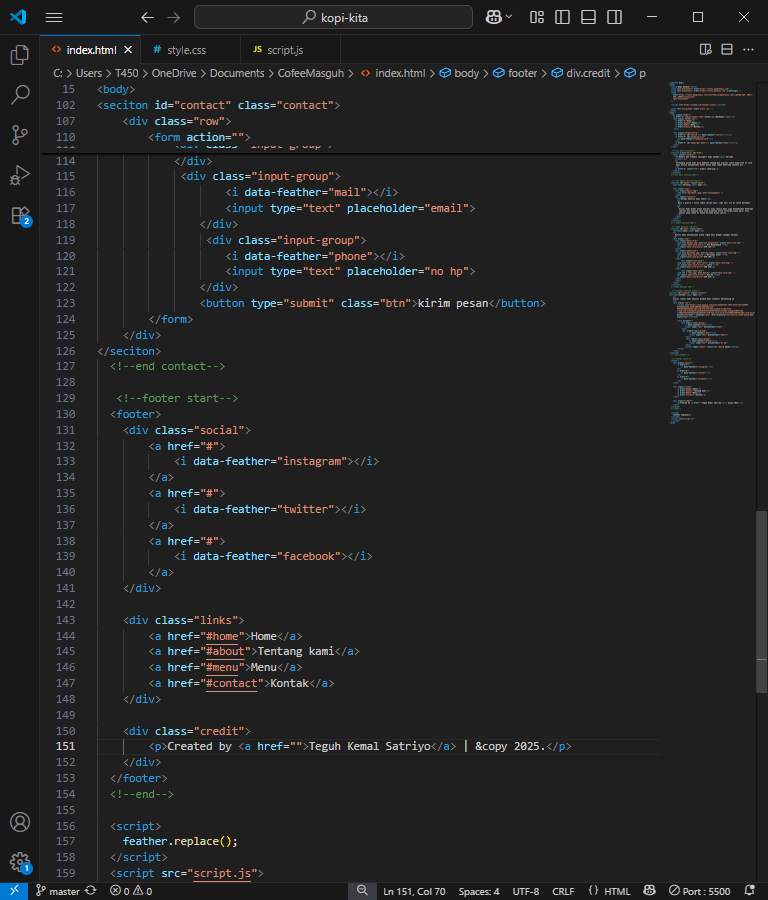 kopi-kita
index.html
# style.css
JS script.js
C: > Users > T450 > OneDrive > Documents > CofeeMasguh > index.html > body > footer > div.credit > p
15 <body>
102 <seciton id="contact" class="contact">
107 <div class="row">
110 <form action="">
114 </div>
115 <div class="input-group">
116 <i data-feather="mail"></i>
117 <input type="text" placeholder="email">
118 </div>
119 <div class="input-group">
120 <i data-feather="phone"></i>
121 <input type="text" placeholder="no hp">
122 </div>
123 <button type="submit" class="btn">kirim pesan</button>
124 </form>
125 </div>
126 </seciton>
127 <!--end contact-->
128
129 <!--footer start-->
130 <footer>
131 <div class="social">
132 <a href="#">
133 <i data-feather="instagram"></i>
134 </a>
135 <a href="#">
136 <i data-feather="twitter"></i>
137 </a>
138 <a href="#">
139 <i data-feather="facebook"></i>
140 </a>
141 </div>
142
143 <div class="links">
144 <a href="#home">Home</a>
145 <a href="#about">Tentang kami</a>
146 <a href="#menu">Menu</a>
147 <a href="#contact">Kontak</a>
148 </div>
149
150 <div class="credit">
151 <p>Created by <a href="">Teguh Kemal Satriyo</a> | &copy 2025.</p>
152 </div>
153 </footer>
154 <!--end-->
155
156 <script>
157 feather.replace();
158 </script>
159 <script src="script.js">
2
1
master
0 0
Ln 151, Col 70
Spaces: 4
UTF-8
CRLF
{} HTML
Port : 5500